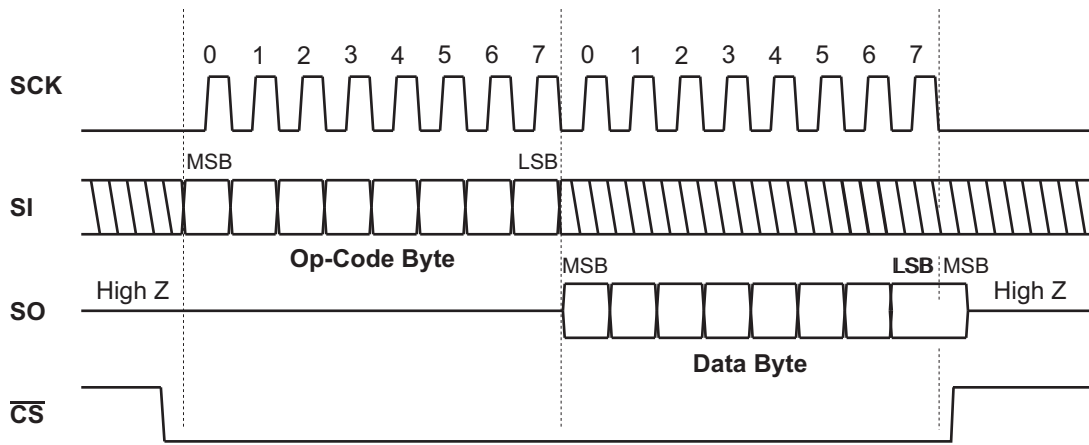 0 1 2 3 4 5 6 7 0 1 2 3 4 5 6 7
SCK
MSB LSB
SI
Op-Code Byte
MSB LSB MSB
High Z High Z
SO
Data Byte
CS